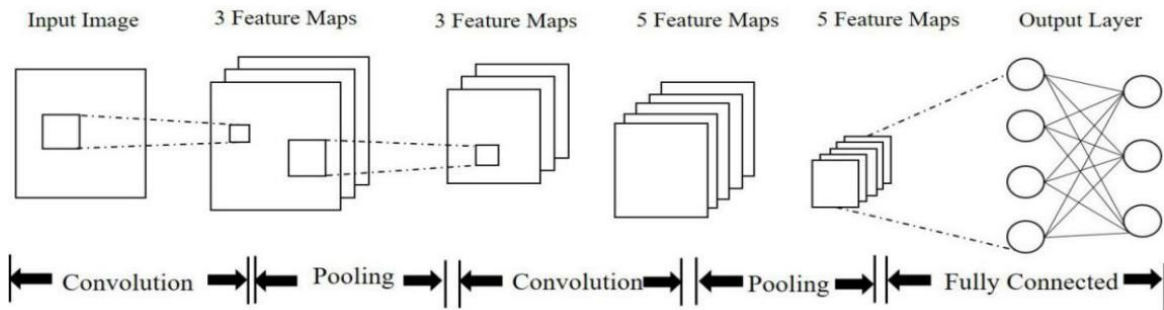 Input Image
3 Feature Maps
3 Feature Maps
5 Feature Maps
5 Feature Maps
Output Layer
Convolution
Pooling
Convolution
Pooling
Fully Connected